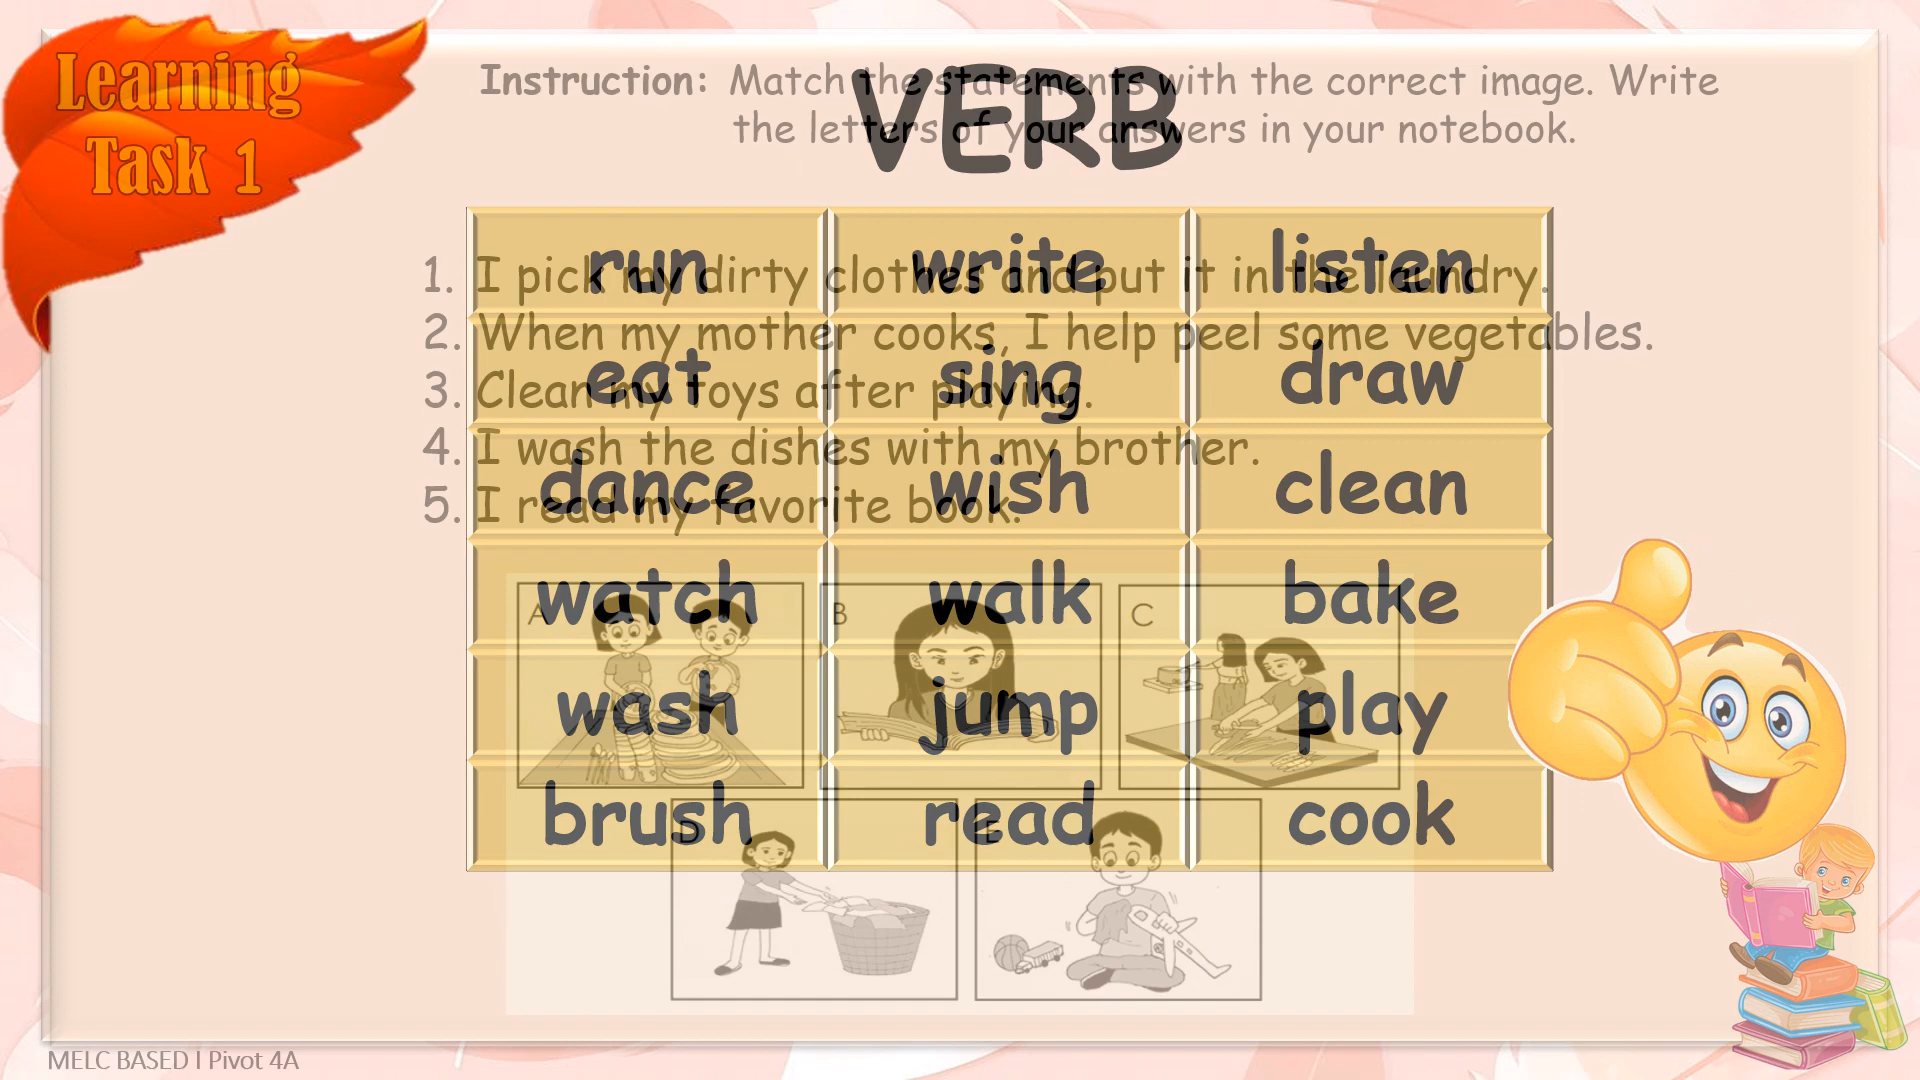 Learning
Task 1
Instruction: Match the statements with the correct image. Write
the letters of your answers in your notebook.
VERB
run write listen
eat sing draw
dance wish clean
watch walk bake
wash jump play
brush read cook
1. I pick my dirty clothes and put it in the laundry.
2. When my mother cooks, I help peel some vegetables.
3. Clean my toys after playing.
4. I wash the dishes with my brother.
5. I read my favorite book.
A B C
D E
MELC BASED I Pivot 4A